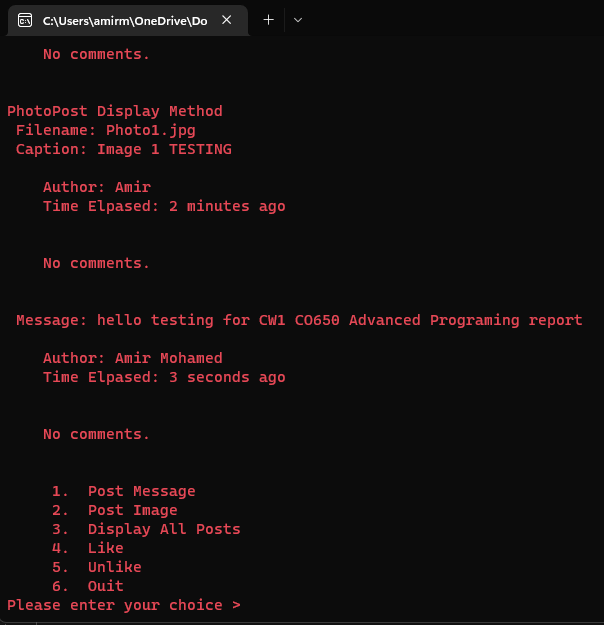 C:\Users\amirm\OneDrive\Do
No comments.
PhotoPost Display Method
Filename: Photo1.jpg
Caption: Image 1 TESTING
Author: Amir
Time Elpased: 2 minutes ago
No comments.
Message: hello testing for CW1 CO650 Advanced Programing report
Author: Amir Mohamed
Time Elpased: 3 seconds ago
No comments.
1. Post Message
2. Post Image
3. Display All Posts
4. Like
5. Unlike
6. Quit
Please enter your choice >